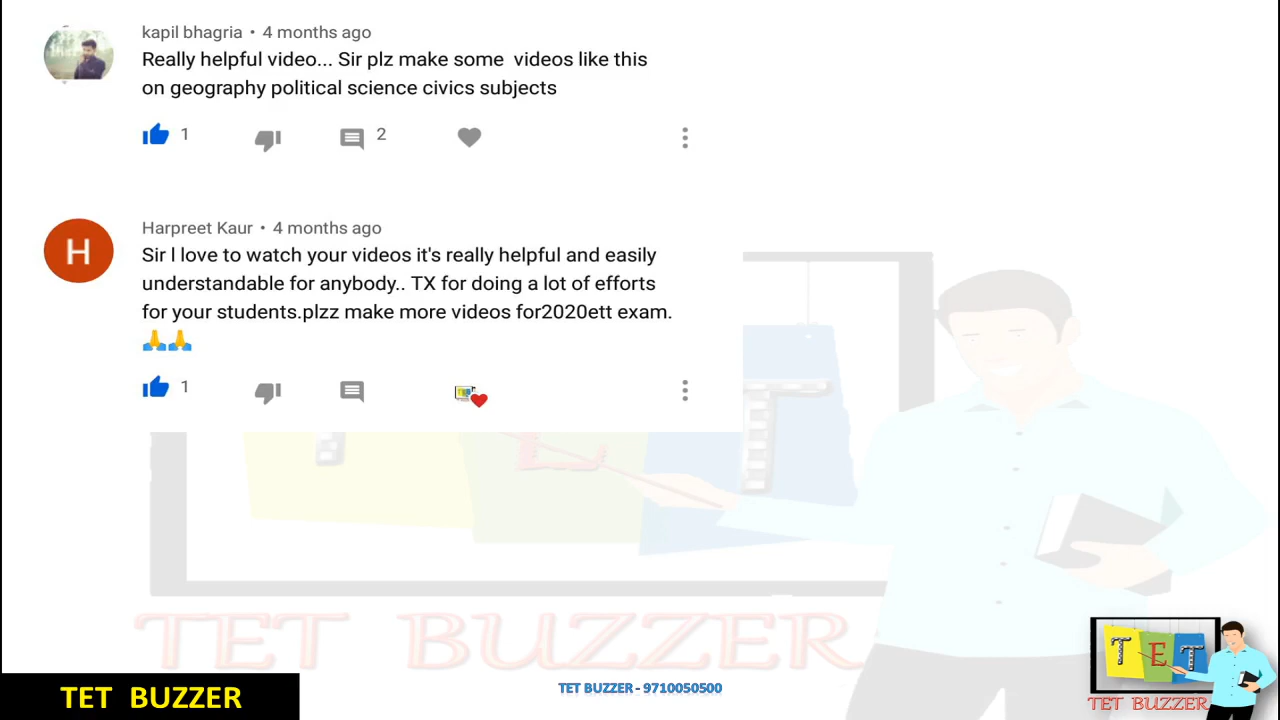 kapil bhagria • 4 months ago
Really helpful video... Sir plz make some videos like this
on geography political science civics subjects
1
2
H
Harpreet Kaur • 4 months ago
Sir I love to watch your videos it's really helpful and easily
understandable for anybody.. TX for doing a lot of efforts
for your students.plzz make more videos for2020ett exam.
🙏🙏
1
T
E
TET BUZZER
TET BUZZER
TET BUZZER - 9710050500
T E T
TET BUZZER